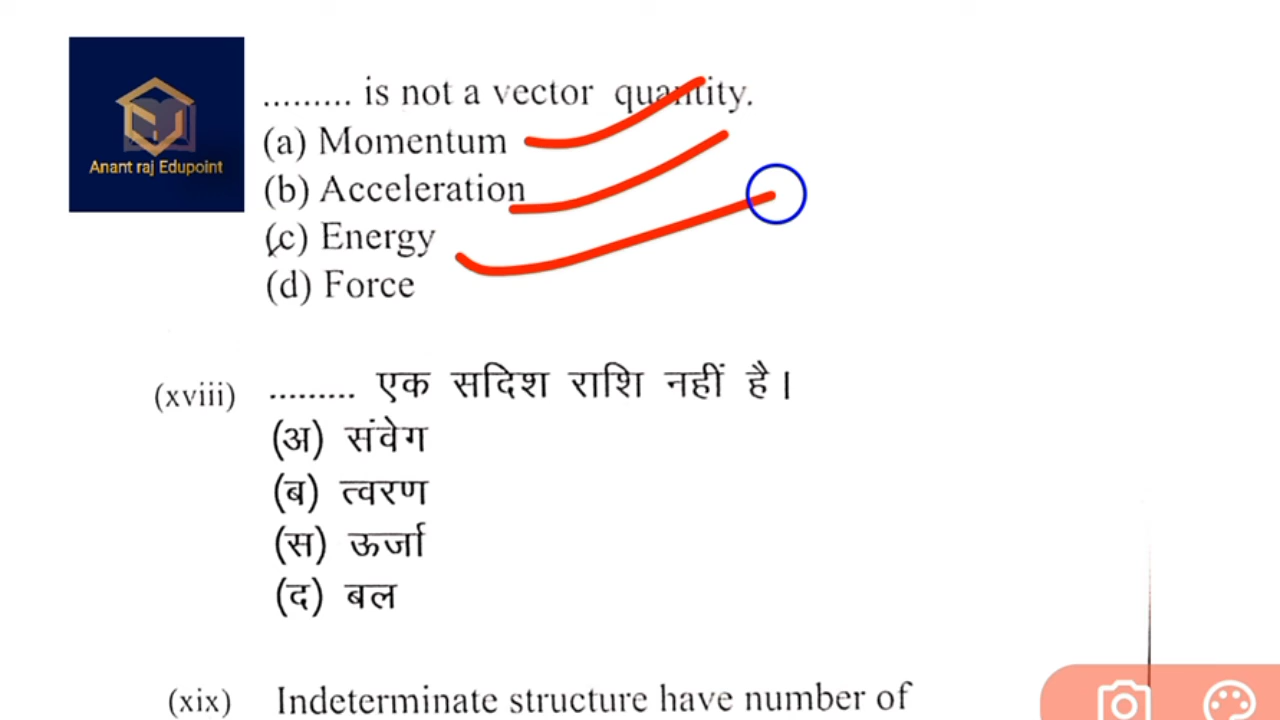 Anant raj Edupoint
......... is not a vector quantity.
(a) Momentum
(b) Acceleration
(c) Energy
(d) Force
(xviii) ......... एक सदिश राशि नहीं है।
(अ) संवेग
(ब) त्वरण
(स) ऊर्जा
(द) बल
(xix) Indeterminate structure have number of